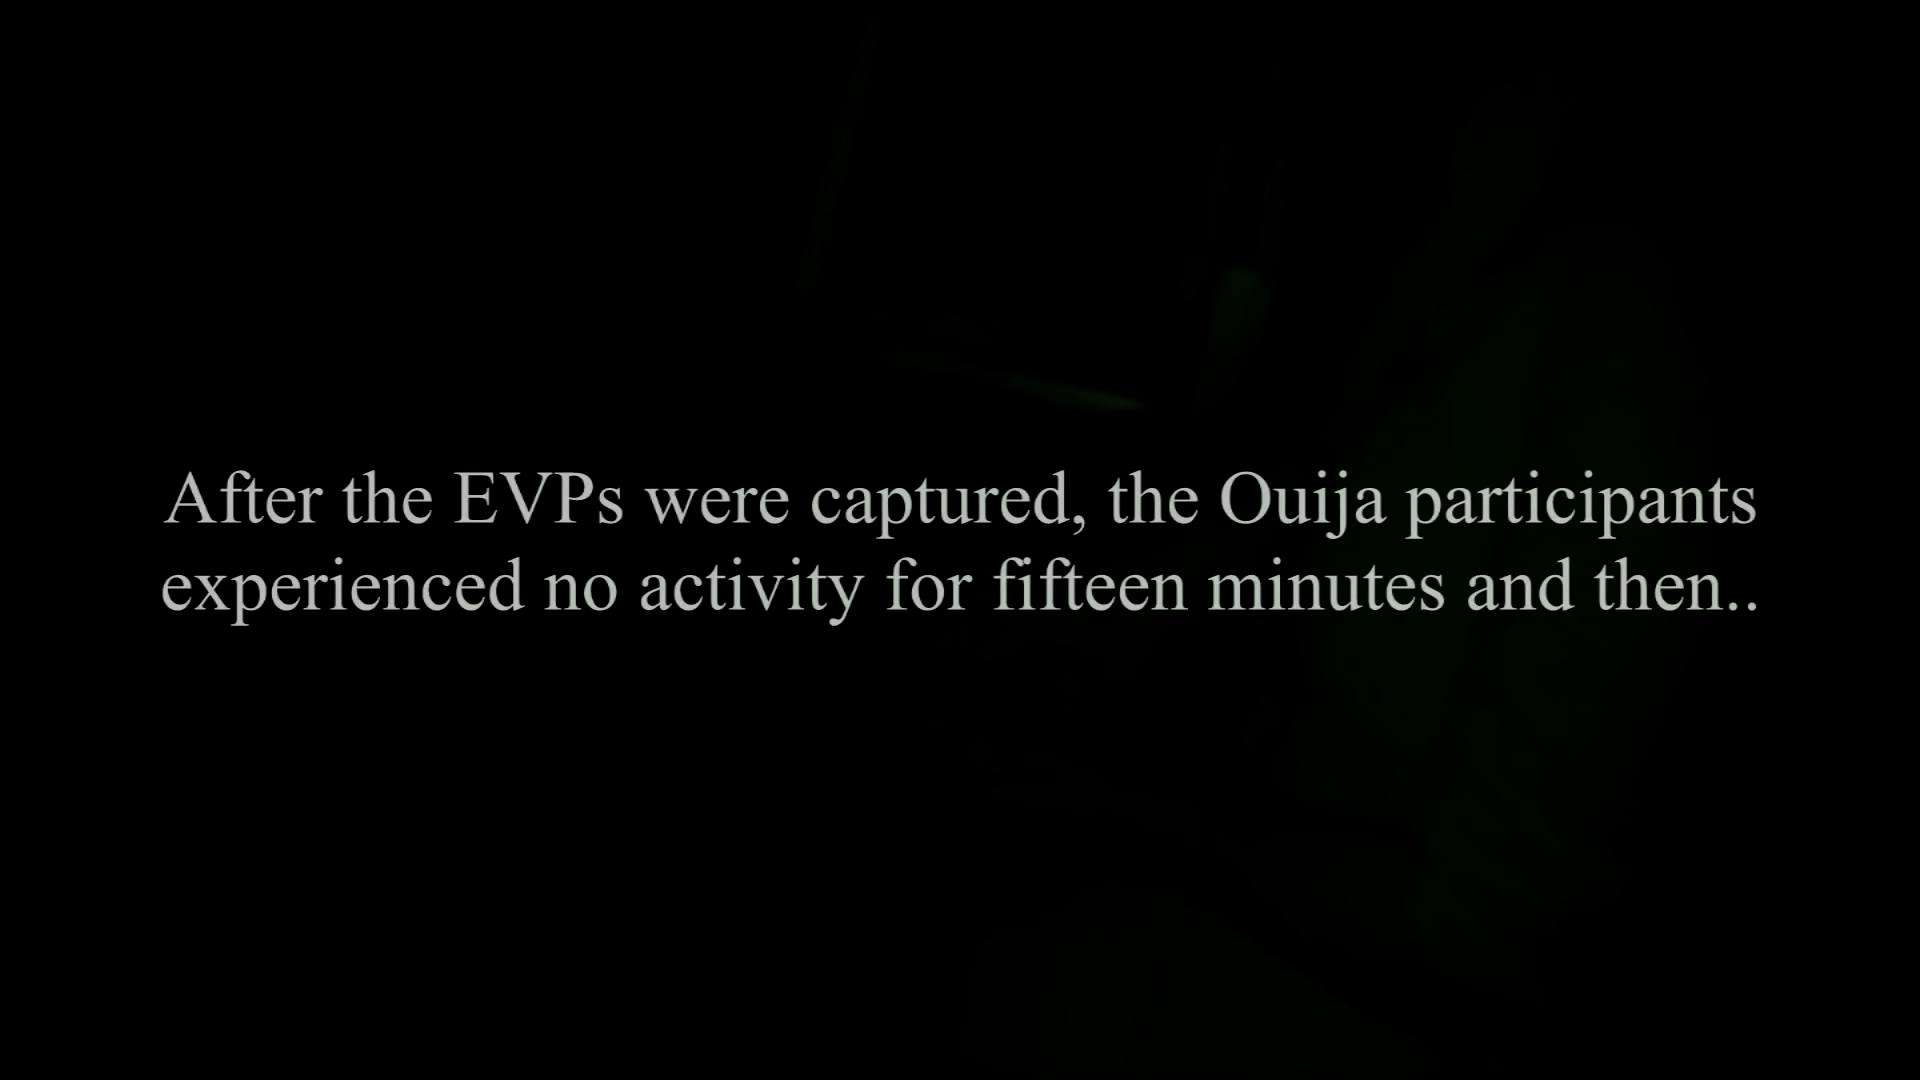 After the EVPs were captured, the Ouija participants
experienced no activity for fifteen minutes and then..